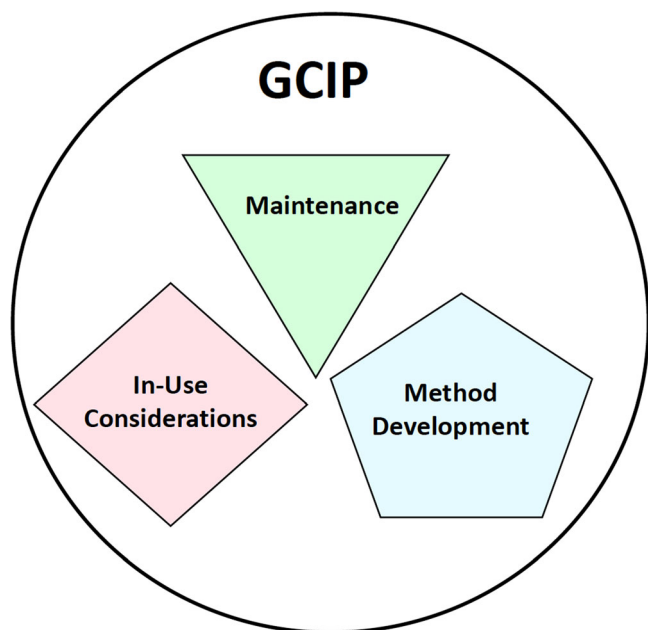 GCIP
Maintenance
In-Use
Considerations
Method
Development